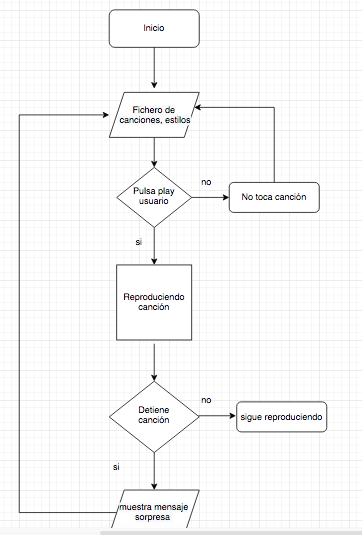 Inicio
Fichero de
canciones, estilos
Pulsa play
usuario
no
No toca canción
si
Reproduciendo
canción
Detiene
canción
no
sigue reproduciendo
si
muestra mensaje
sorpresa